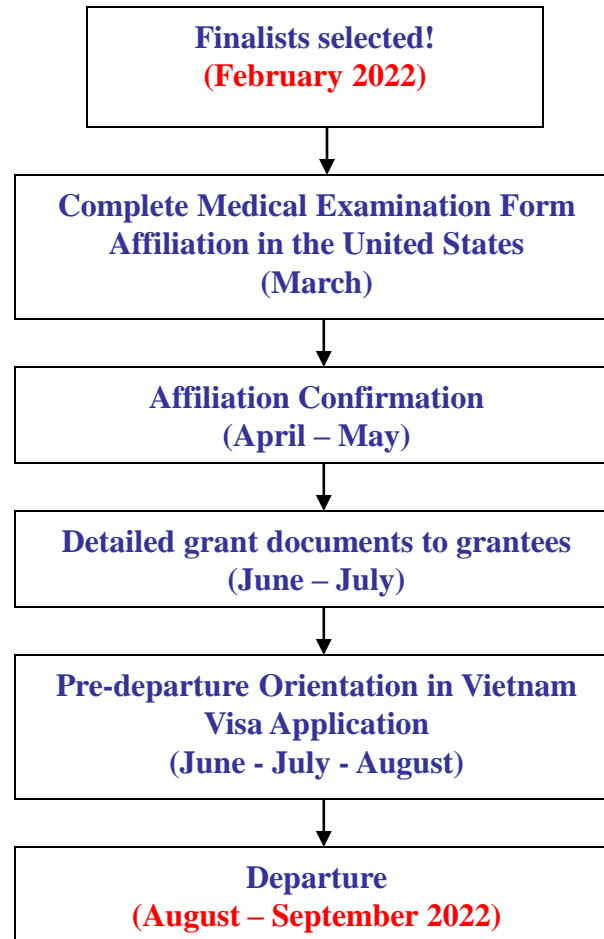 Finalists selected!
(February 2022)
Complete Medical Examination Form
Affiliation in the United States
(March)
Affiliation Confirmation
(April – May)
Detailed grant documents to grantees
(June – July)
Pre-departure Orientation in Vietnam
Visa Application
(June - July - August)
Departure
(August – September 2022)